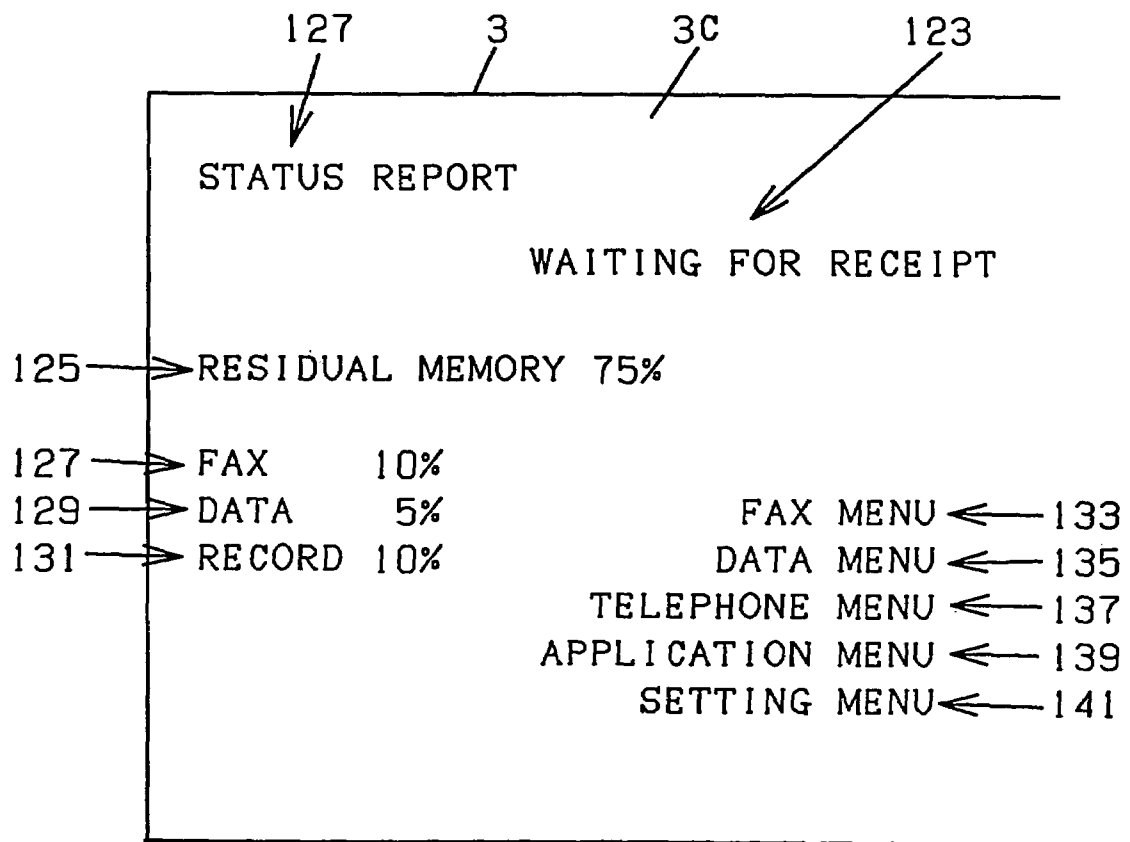 127 3 3C 123
STATUS REPORT
WAITING FOR RECEIPT
125 RESIDUAL MEMORY 75%
127 FAX 10%
129 DATA 5% FAX MENU 133
131 RECORD 10% DATA MENU 135
TELEPHONE MENU 137
APPLICATION MENU 139
SETTING MENU 141